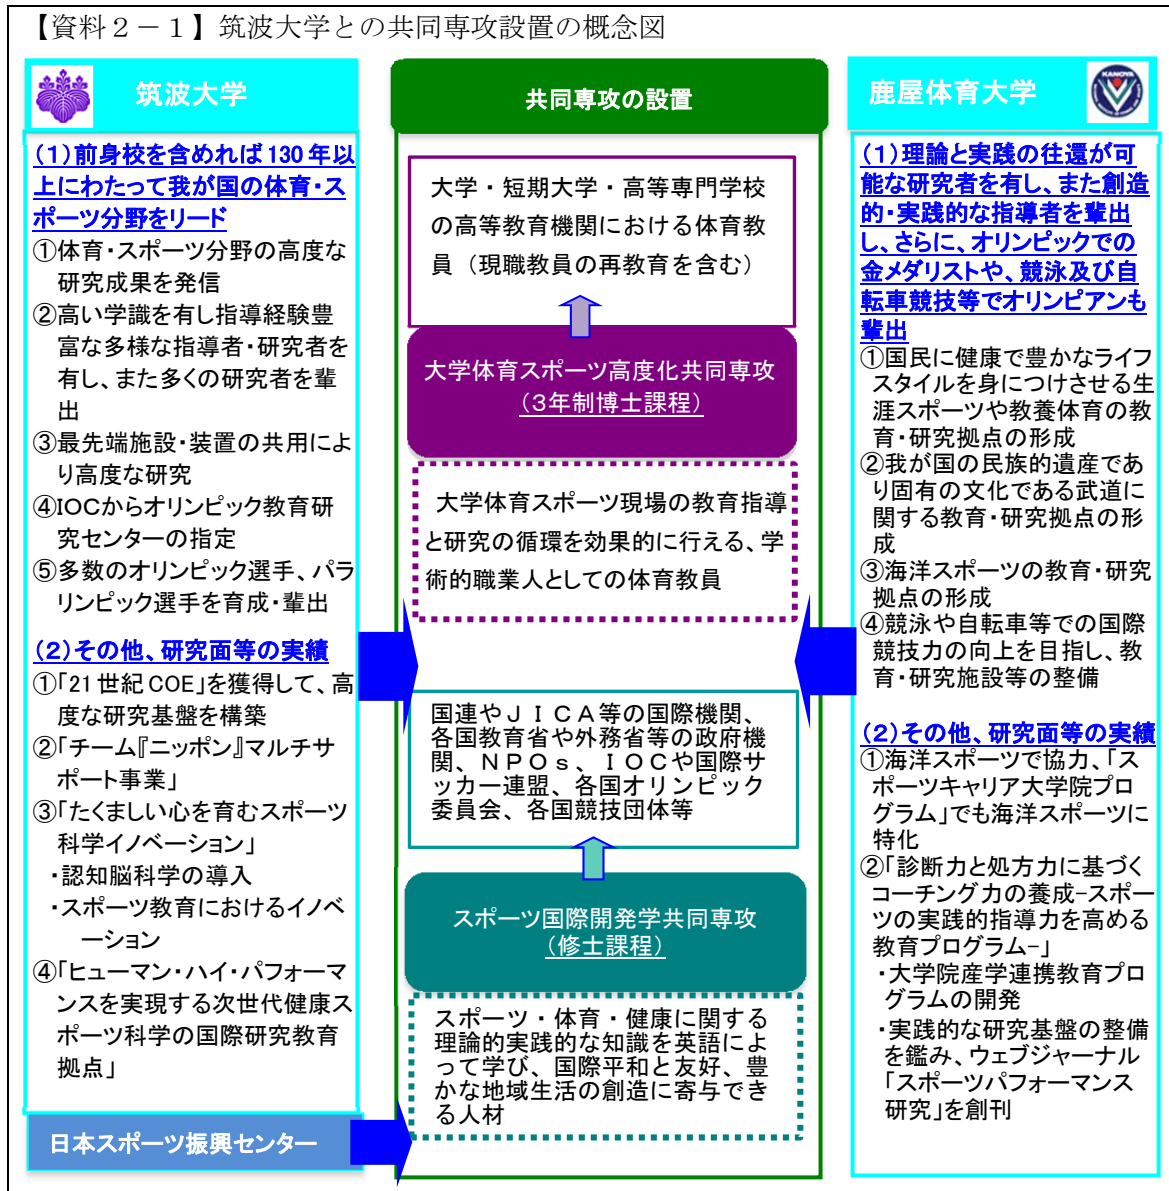 【資料２－１】筑波大学との共同専攻設置の概念図
筑波大学
(1)前身校を含めれば130年以
上にわたって我が国の体育・ス
ポーツ分野をリード
①体育・スポーツ分野の高度な
研究成果を発信
②高い学識を有し指導経験豊
富な多様な指導者・研究者を
有し、また多くの研究者を輩
出
③最先端施設・装置の共用によ
り高度な研究
④IOCからオリンピック教育研
究センターの指定
⑤多数のオリンピック選手、パラ
リンピック選手を育成・輩出
(2)その他、研究面等の実績
①「21世紀COE」を獲得して、高
度な研究基盤を構築
②「チーム『ニッポン』マルチサ
ポート事業」
③「たくましい心を育むスポーツ
科学イノベーション」
・認知脳科学の導入
・スポーツ教育におけるイノベ
ーション
④「ヒューマン・ハイ・パフォーマ
ンスを実現する次世代健康ス
ポーツ科学の国際研究教育
拠点」
日本スポーツ振興センター
共同専攻の設置
大学・短期大学・高等専門学校
の高等教育機関における体育教
員（現職教員の再教育を含む）
大学体育スポーツ高度化共同専攻
(3年制博士課程)
大学体育スポーツ現場の教育指導
と研究の循環を効果的に行える、学
術的職業人としての体育教員
国連やＪＩＣＡ等の国際機関、
各国教育省や外務省等の政府機
関、ＮＰＯｓ、ＩＯＣや国際サ
ッカー連盟、各国オリンピック
委員会、各国競技団体等
スポーツ国際開発学共同専攻
(修士課程)
スポーツ・体育・健康に関する
理論的実践的な知識を英語によ
って学び、国際平和と友好、豊
かな地域生活の創造に寄与でき
る人材
鹿屋体育大学
KANOYA
(1)理論と実践の往還が可
能な研究者を有し、また創造
的・実践的な指導者を輩出
し、さらに、オリンピックでの
金メダリストや、競泳及び自
転車競技等でオリンピアンも
輩出
①国民に健康で豊かなライフ
スタイルを身につけさせる生
涯スポーツや教養体育の教
育・研究拠点の形成
②我が国の民族的遺産であ
り固有の文化である武道に
関する教育・研究拠点の形
成
③海洋スポーツの教育・研究
拠点の形成
④競泳や自転車等での国際
競技力の向上を目指し、教
育・研究施設等の整備
(2)その他、研究面等の実績
①海洋スポーツで協力、「ス
ポーツキャリア大学院プロ
グラム」でも海洋スポーツに
特化
②「診断力と処方力に基づく
コーチング力の養成-スポー
ツの実践的指導力を高める
教育プログラム-」
・大学院産学連携教育プロ
グラムの開発
・実践的な研究基盤の整備
を鑑み、ウェブジャーナル
「スポーツパフォーマンス
研究」を創刊